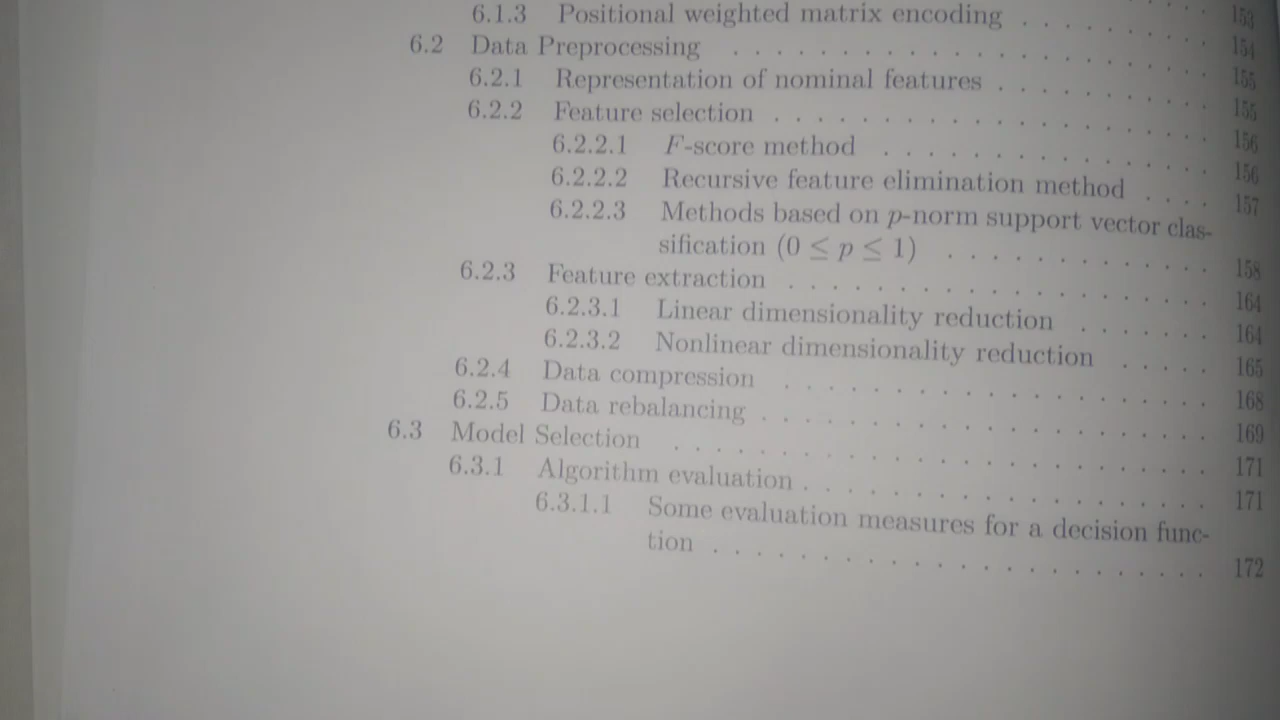 6.1.3 Positional weighted matrix encoding . . . . . . . . 153
6.2 Data Preprocessing . . . . . . . . . . . . . . . . . . 154
6.2.1 Representation of nominal features . . . . . . . . . 155
6.2.2 Feature selection . . . . . . . . . . . . . . . . . 155
6.2.2.1 F-score method . . . . . . . . . . . . . 156
6.2.2.2 Recursive feature elimination method . . . . 156
6.2.2.3 Methods based on p-norm support vector clas- 157
sification (0 ≤ p ≤ 1) . . . . . . . . . . .
6.2.3 Feature extraction . . . . . . . . . . . . . . . . 158
6.2.3.1 Linear dimensionality reduction . . . . . . 164
6.2.3.2 Nonlinear dimensionality reduction . . . . . 164
6.2.4 Data compression . . . . . . . . . . . . . . . . 165
6.2.5 Data rebalancing . . . . . . . . . . . . . . . . . 168
6.3 Model Selection . . . . . . . . . . . . . . . . . . . . 169
6.3.1 Algorithm evaluation . . . . . . . . . . . . . . . 171
6.3.1.1 Some evaluation measures for a decision func- 171
tion . . . . . . . . . . . . . . . . . . . 172